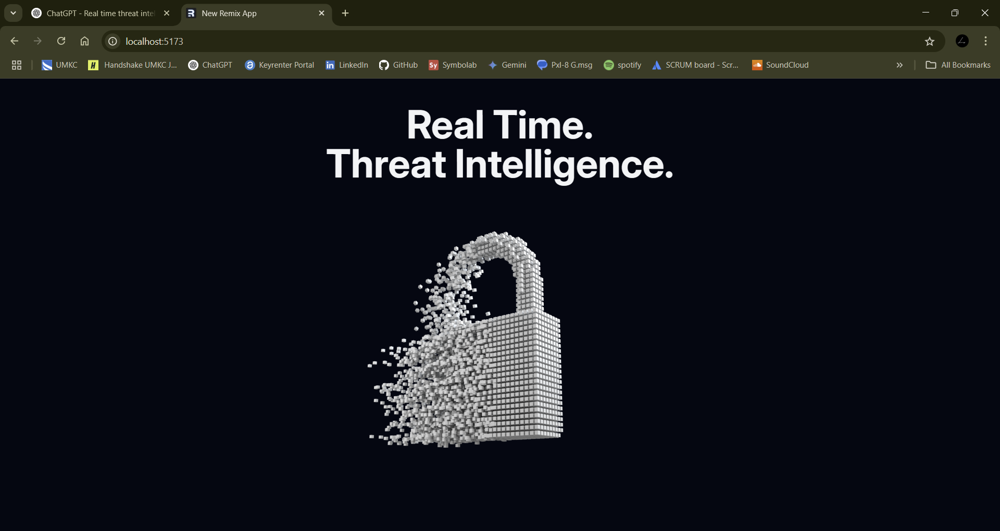 ChatGPT - Real time threat inte
New Remix App
localhost:5173
UMKC
Handshake UMKC J...
ChatGPT
Keyrenter Portal
LinkedIn
GitHub
Symbolab
Gemini
Pxl-8 G.msg
spotify
SCRUM board - Scr...
SoundCloud
All Bookmarks
Real Time.
Threat Intelligence.